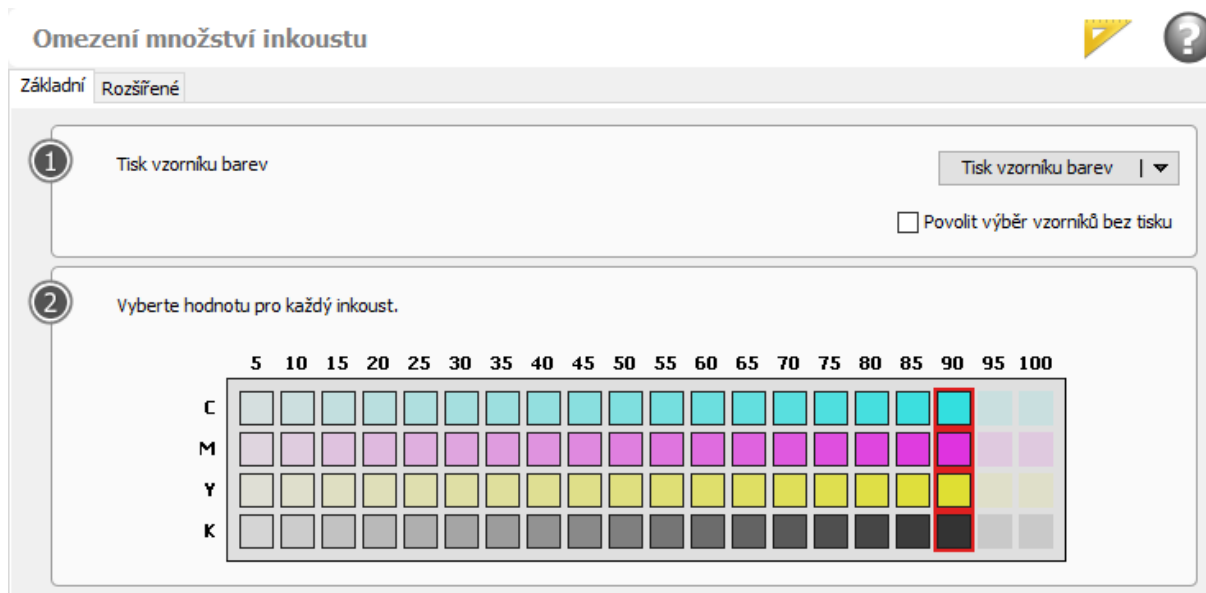 Omezení množství inkoustu
?
Základní Rozšířené
1 Tisk vzorníku barev Tisk vzorníku barev
Povolit výběr vzorníků bez tisku
2 Vyberte hodnotu pro každý inkoust.
5 10 15 20 25 30 35 40 45 50 55 60 65 70 75 80 85 90 95 100
C
M
Y
K